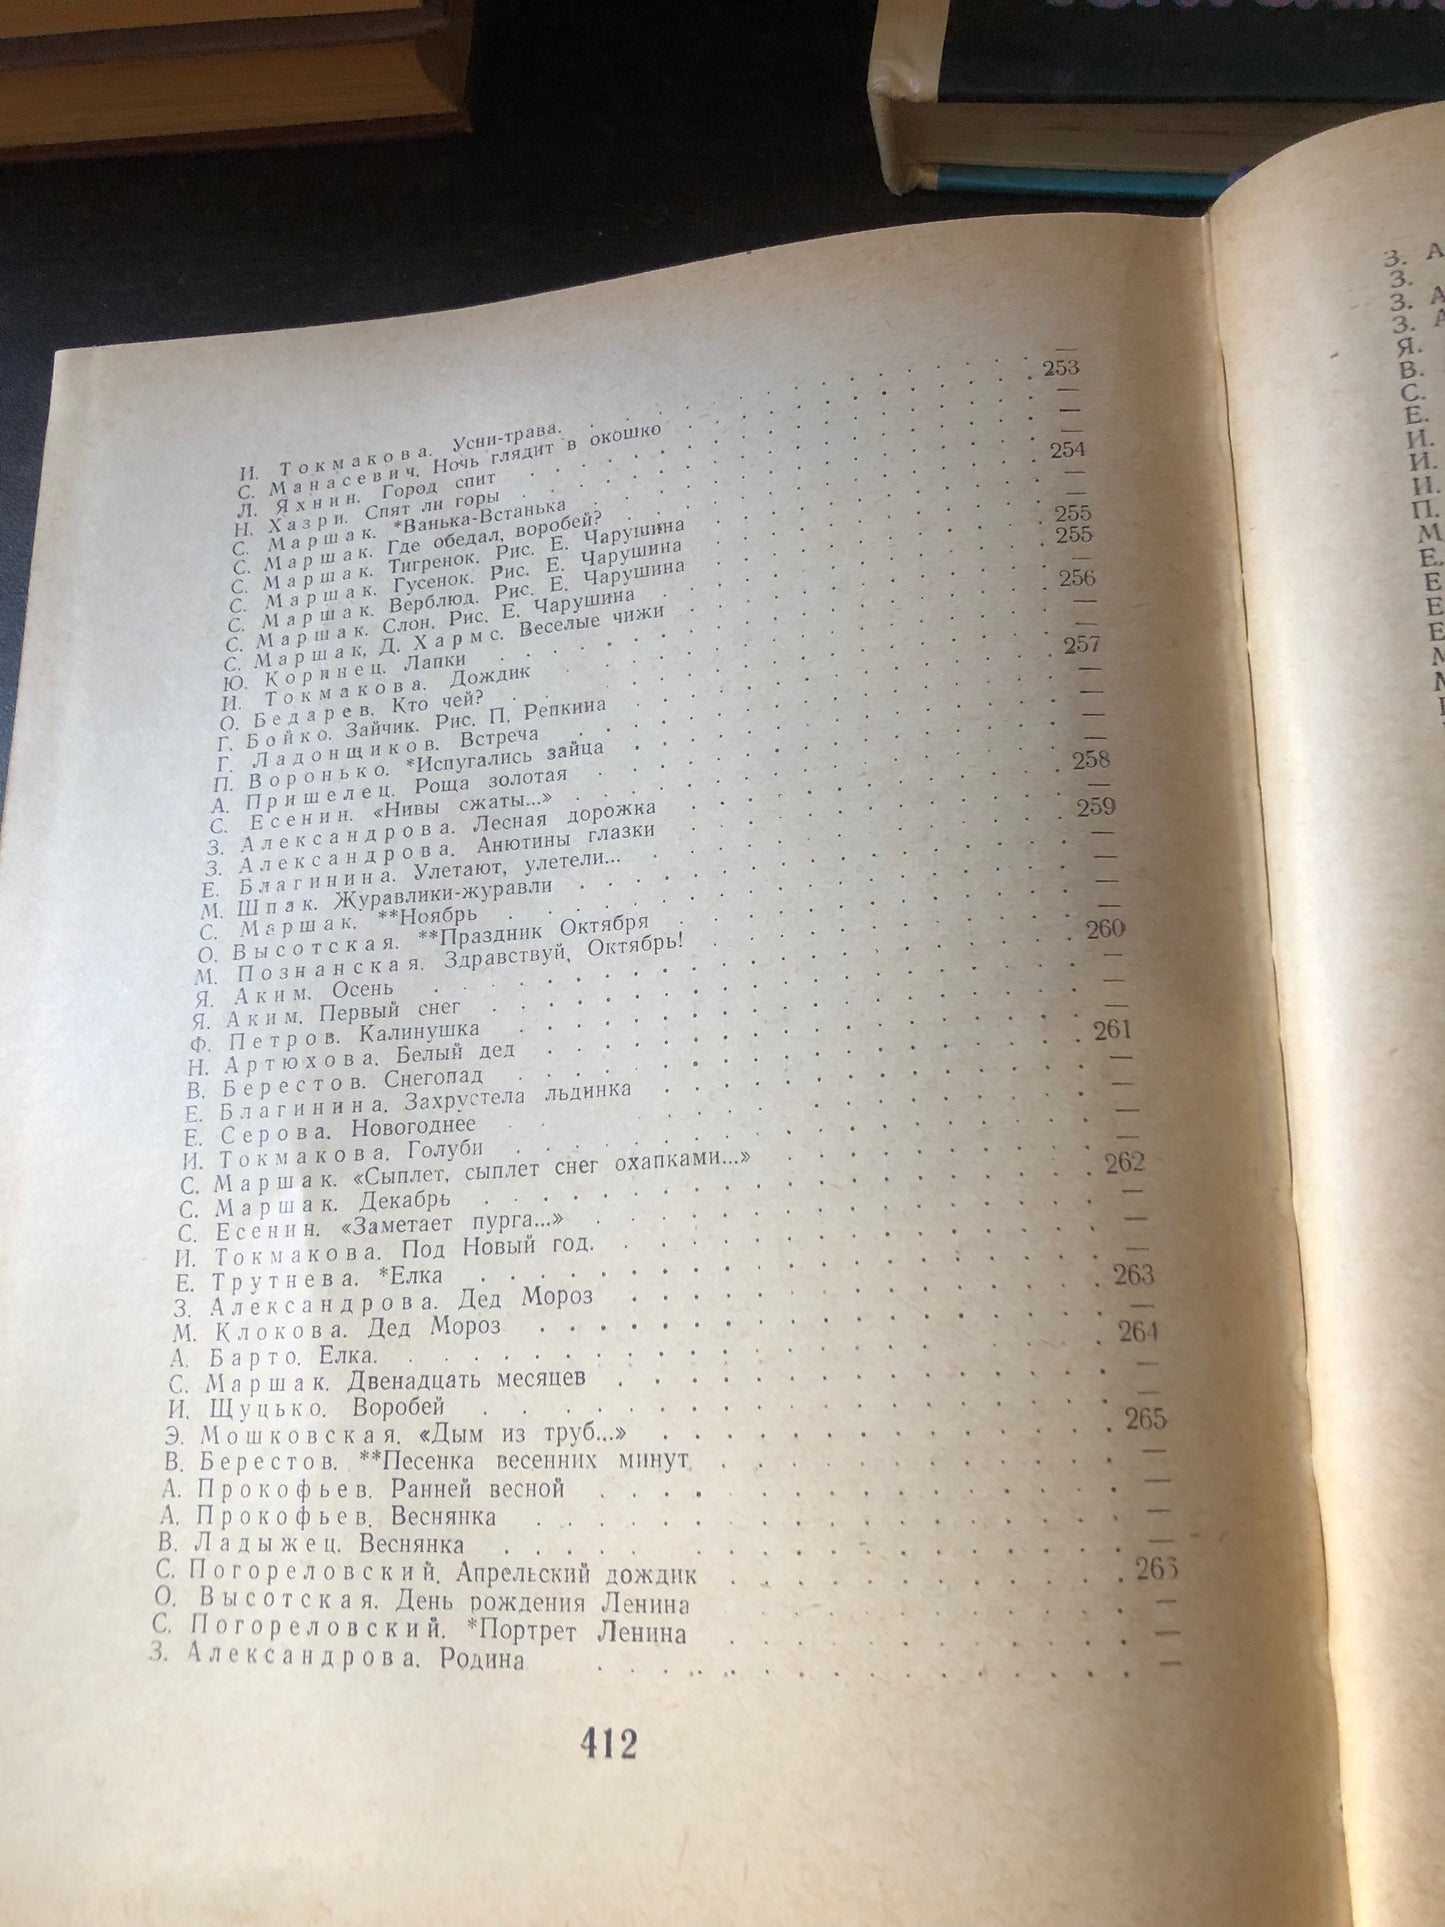 И. Токмакова. Усни-трава. —
С. Манасевич. Ночь глядит в окошко 253
Л. Яхнин. Город спит —
Н. Хазри. Спят ли горы —
С. Маршак. *Ванька-Встанька —
С. Маршак. Где обедал, воробей? 254
С. Маршак. Тигренок. Рис. Е. Чарушина —
С. Маршак. Гусенок. Рис. Е. Чарушина —
С. Маршак. Верблюд. Рис. Е. Чарушина 255
С. Маршак. Слон. Рис. Е. Чарушина 255
С. Маршак, Д. Хармс. Веселые чижи —
Ю. Коринец. Лапки 256
И. Токмакова. Дождик —
О. Бедарев. Кто чей? —
Г. Бойко. Зайчик. Рис. П. Репкина 257
Г. Ладонщиков. Встреча —
П. Воронько. *Испугались зайца —
А. Пришелец. Роща золотая —
С. Есенин. «Нивы сжаты...» —
З. Александрова. Лесная дорожка 258
З. Александрова. Анютины глазки —
Е. Благинина. Улетают, улетели... 259
М. Шпак. Журавлики-журавли —
С. Маршак. **Ноябрь —
О. Высотская. **Праздник Октября —
М. Познанская. Здравствуй, Октябрь! —
Я. Аким. Осень 260
Я. Аким. Первый снег —
Ф. Петров. Калинушка —
Н. Артюхова. Белый дед —
В. Берестов. Снегопад 261
Е. Благинина. Захрустела льдинка —
Е. Серова. Новогоднее —
И. Токмакова. Голуби —
С. Маршак. «Сыплет, сыплет снег охапками...» —
С. Маршак. Декабрь 262
С. Есенин. «Заметает пурга...» —
И. Токмакова. Под Новый год. —
Е. Трутнева. *Елка —
З. Александрова. Дед Мороз 263
М. Клокова. Дед Мороз —
А. Барто. Елка. 264
С. Маршак. Двенадцать месяцев —
И. Щуцько. Воробей —
Э. Мошковская. «Дым из труб...» 265
В. Берестов. **Песенка весенних минут —
А. Прокофьев. Ранней весной —
А. Прокофьев. Веснянка —
В. Ладыжец. Веснянка —
С. Погореловский. Апрельский дождик 266
О. Высотская. День рождения Ленина —
С. Погореловский. *Портрет Ленина —
З. Александрова. Родина —
412
З. А
З.
З. А
З. А
Я.
В.
С.
Е.
И.
И.
И.
П.
М
Е.
Е
Е
Е
М